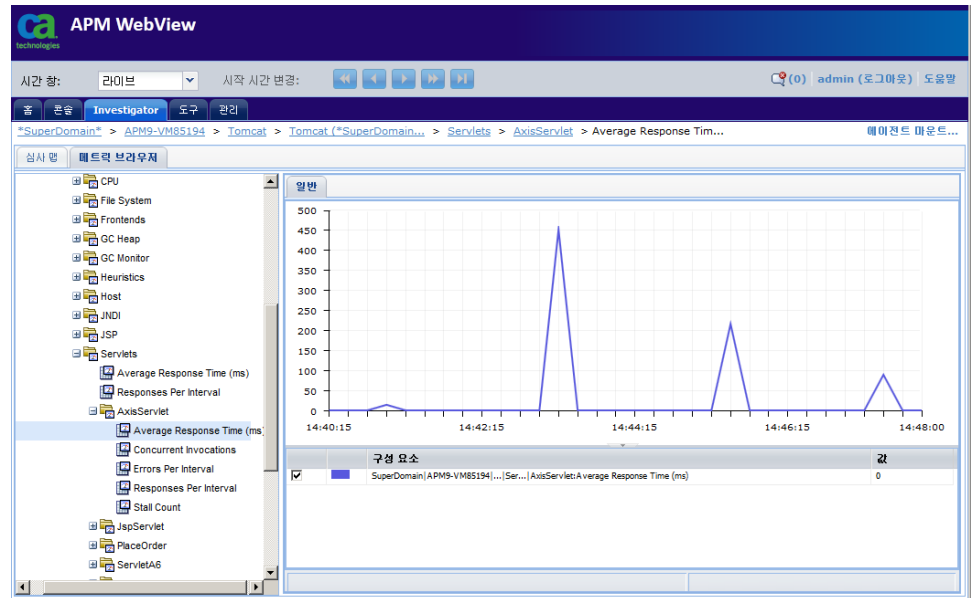 ca
technologies
APM WebView
시간 창: 라이브 시작 시간 변경: (0) admin (로그아웃) 도움말
홈 콘솔 Investigator 도구 관리
*SuperDomain* > APM9-VM85194 > Tomcat > Tomcat (*SuperDomain... > Servlets > AxisServlet > Average Response Tim... 에이전트 마운트...
심사 맵 메트릭 브라우저
CPU
File System
Frontends
GC Heap
GC Monitor
Heuristics
Host
JNDI
JSP
Servlets
Average Response Time (ms)
Responses Per Interval
AxisServlet
Average Response Time (ms)
Concurrent Invocations
Errors Per Interval
Responses Per Interval
Stall Count
JspServlet
PlaceOrder
ServletA6
일반
500
450
400
350
300
250
200
150
100
50
0
14:40:15 14:42:15 14:44:15 14:46:15 14:48:00
구성 요소 값
SuperDomain|APM9-VM85194|...|Ser...|AxisServlet:Average Response Time (ms) 0